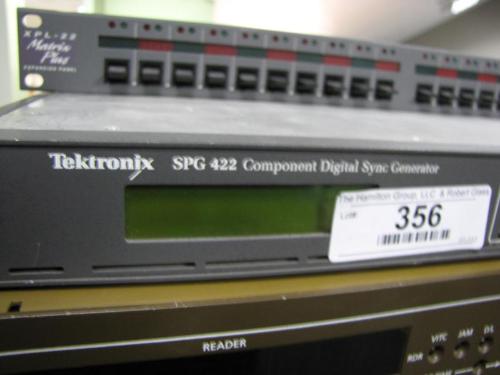 XPL-22
Matrix
Plus
EXPANSION PANEL
Tektronix SPG 422 Component Digital Sync Generator
The Hamilton Group, LLC & Robert Glass
Lot#
356
READER
VITC JAM
RDR